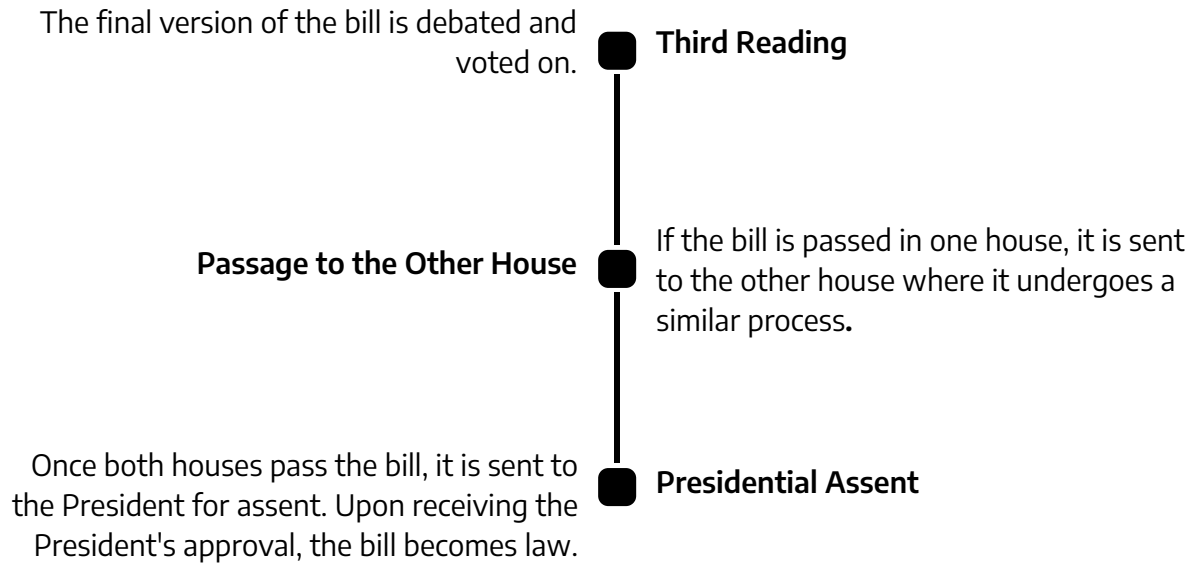 The final version of the bill is debated and
voted on.
Third Reading
Passage to the Other House
If the bill is passed in one house, it is sent
to the other house where it undergoes a
similar process.
Once both houses pass the bill, it is sent to
the President for assent. Upon receiving the
President's approval, the bill becomes law.
Presidential Assent